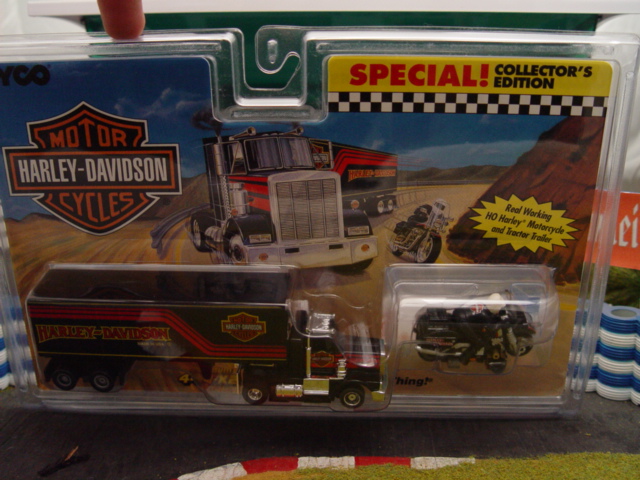 YCO
MOTOR
HARLEY-DAVIDSON
CYCLES
SPECIAL! COLLECTOR'S
EDITION
Real Working
HO Harley Motorcycle
and Tractor Trailer
HARLEY-DAVIDSON
HARLEY-DAVIDSON
hing!